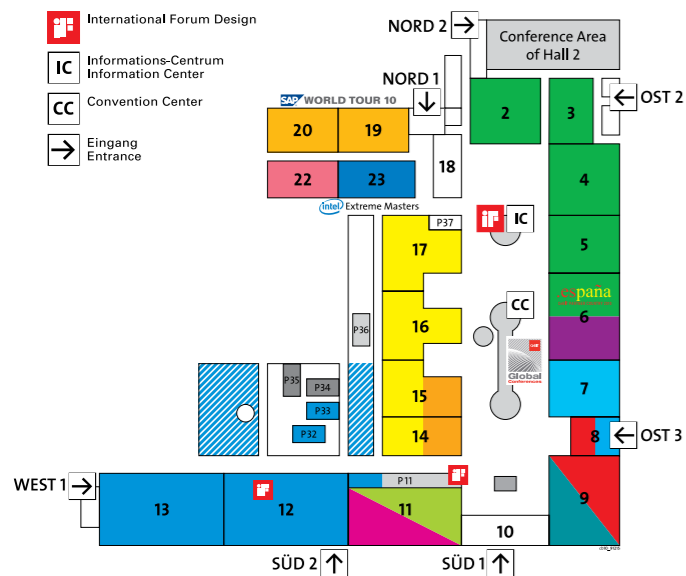 International Forum Design
IC
Informations-Centrum
Information Center
CC
Convention Center
Eingang
Entrance
NORD 2
Conference Area
of Hall 2
NORD 1
SAP WORLD TOUR 10
OST 2
20
19
2
3
18
22
23
4
intel Extreme Masters
P37
IC
17
5
.españa
CC
6
P36
16
Global
Conferences
P35
P34
15
7
P33
P32
14
8
OST 3
P11
WEST 1
13
12
11
9
10
SÜD 2
SÜD 1